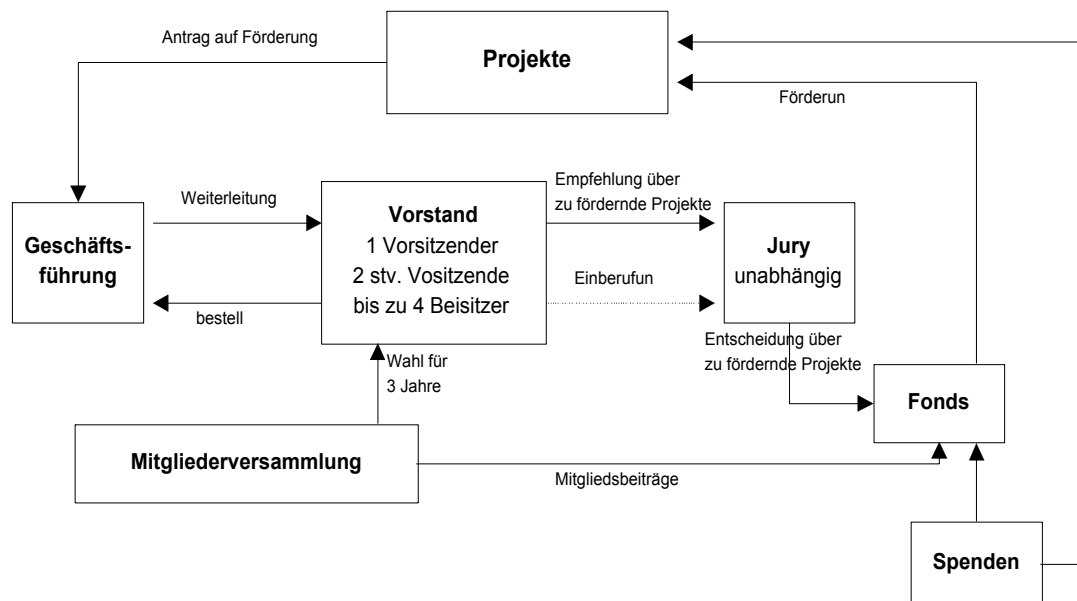 Antrag auf Förderung
Projekte
Förderun
Weiterleitung
Empfehlung über
zu fördernde Projekte
Geschäfts-
führung
Vorstand
1 Vorsitzender
2 stv. Vositzende
bis zu 4 Beisitzer
Jury
unabhängig
Einberufun
bestell
Entscheidung über
zu fördernde Projekte
Wahl für
3 Jahre
Fonds
Mitgliederversammlung
Mitgliedsbeiträge
Spenden